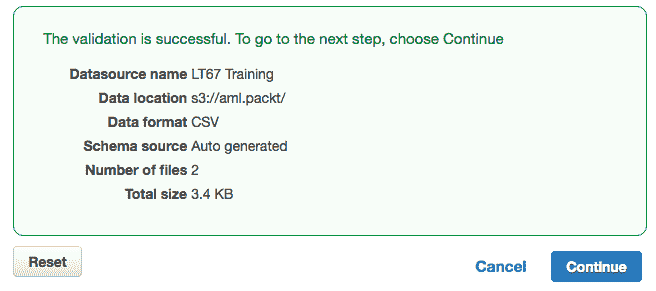 The validation is successful. To go to the next step, choose Continue
Datasource name LT67 Training
Data location s3://aml.packt/
Data format CSV
Schema source Auto generated
Number of files 2
Total size 3.4 KB
Reset
Cancel
Continue